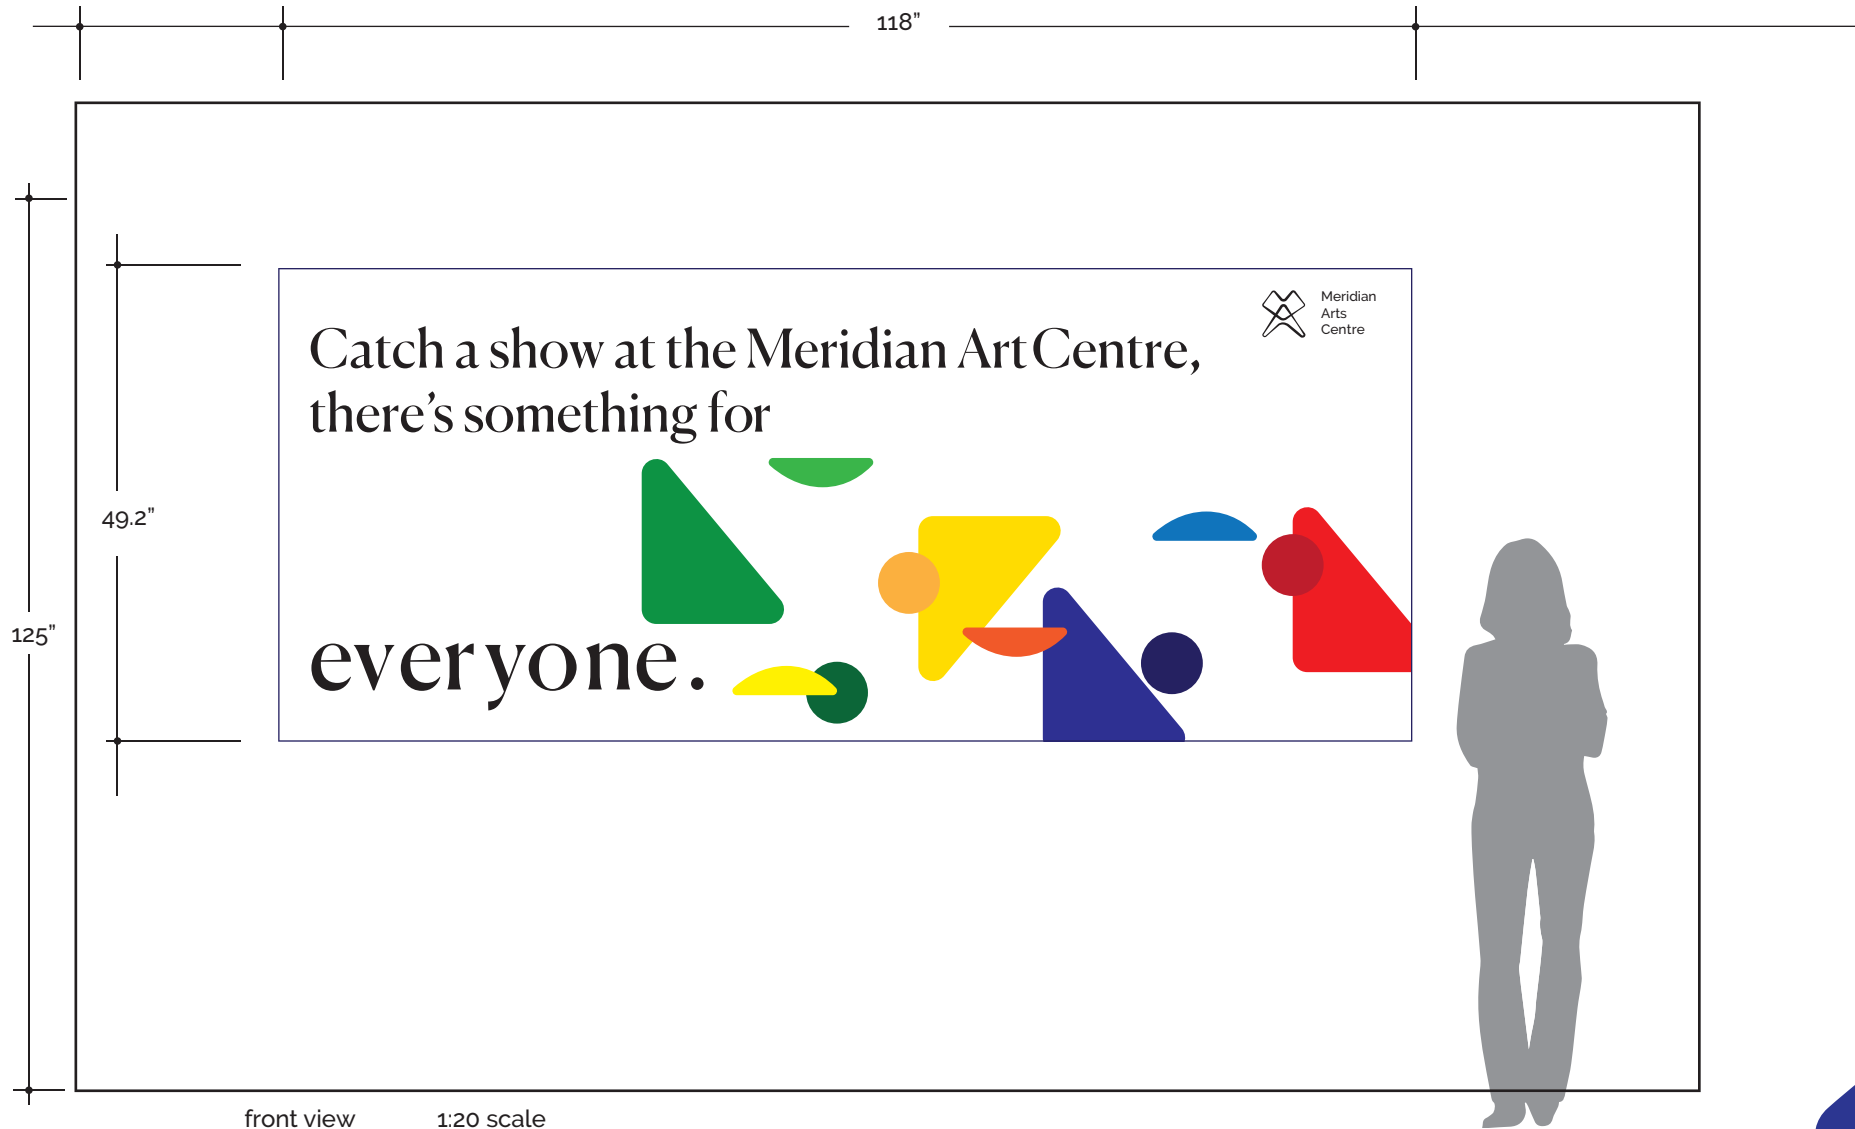 118”
Catch a show at the Meridian Art Centre,
there’s something for
everyone.
Meridian
Arts
Centre
49.2”
125”
front view
1:20 scale